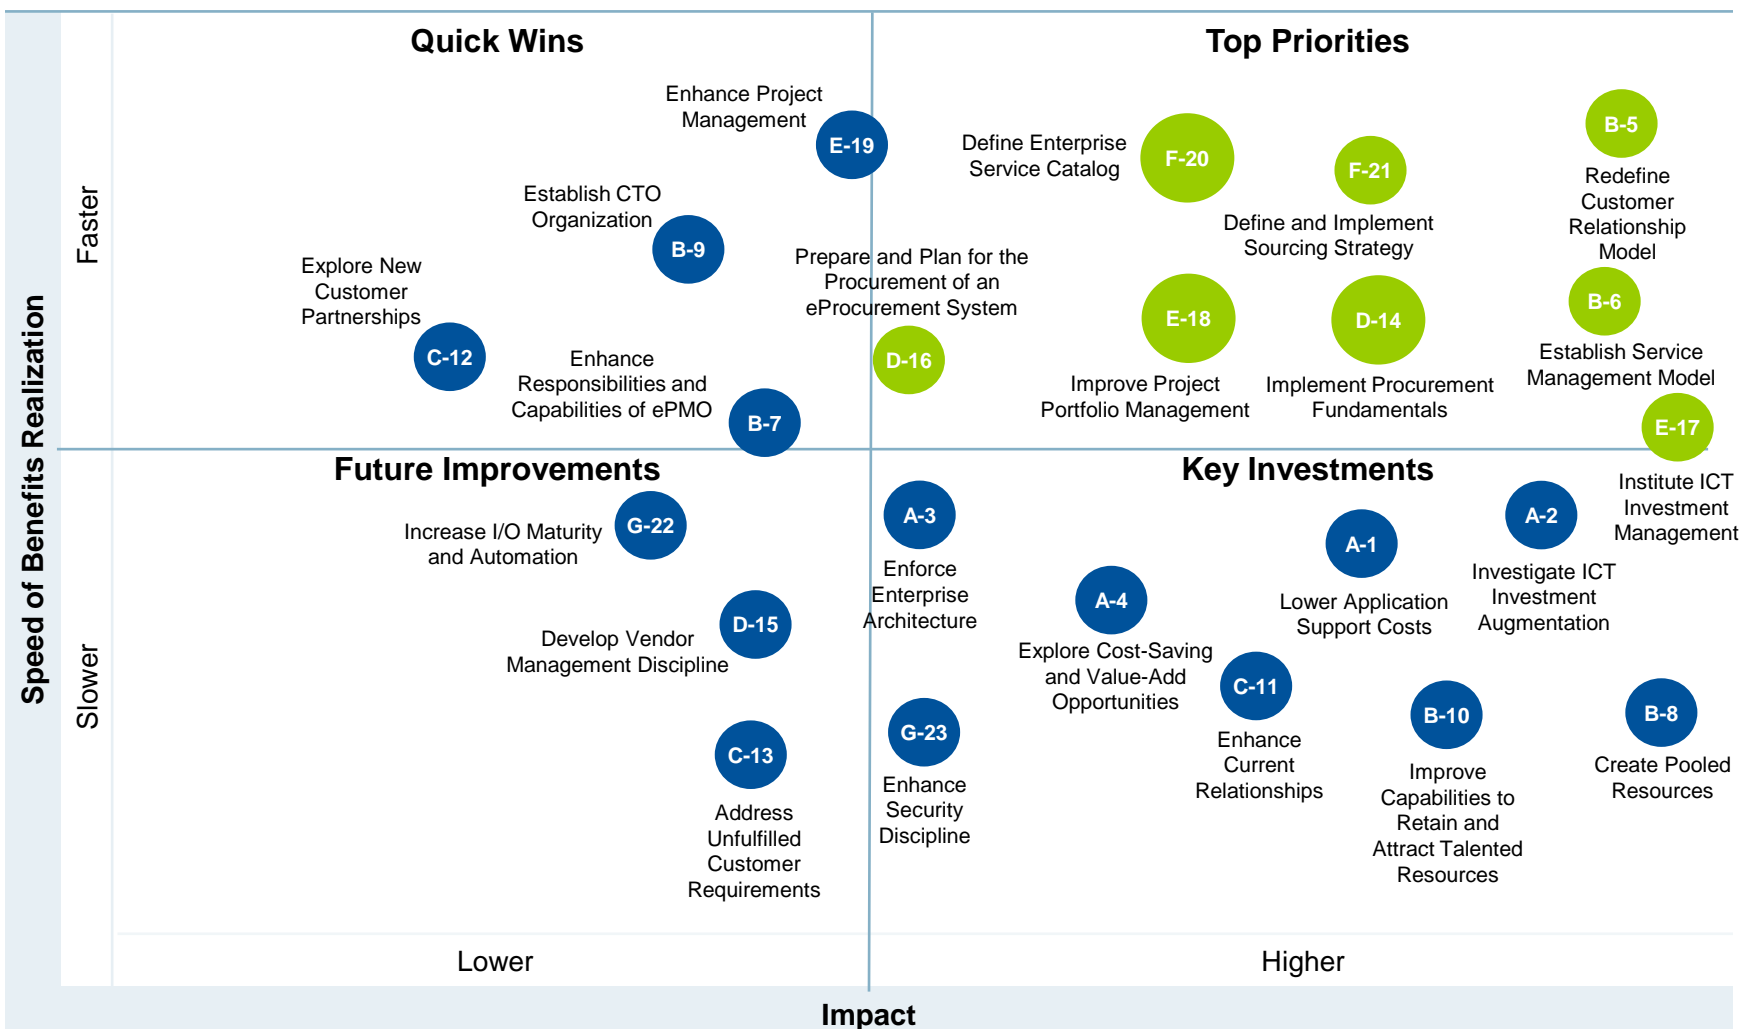 Quick Wins
Top Priorities
Enhance Project
Management
E-19
Define Enterprise
Service Catalog
F-20
F-21
Define and Implement
Sourcing Strategy
B-5
Redefine
Customer
Relationship
Model
Establish CTO
Organization
B-9
Explore New
Customer
Partnerships
C-12
Prepare and Plan for the
Procurement of an
eProcurement System
D-16
Enhance
Responsibilities and
Capabilities of ePMO
B-7
E-18
Improve Project
Portfolio Management
D-14
Implement Procurement
Fundamentals
B-6
Establish Service
Management Model
E-17
Institute ICT
Investment
Management
Future Improvements
Key Investments
Increase I/O Maturity
and Automation
G-22
Develop Vendor
Management Discipline
D-15
C-13
Address
Unfulfilled
Customer
Requirements
A-3
Enforce
Enterprise
Architecture
G-23
Enhance
Security
Discipline
A-4
Explore Cost-Saving
and Value-Add
Opportunities
A-1
Lower Application
Support Costs
A-2
Investigate ICT
Investment
Augmentation
C-11
Enhance
Current
Relationships
B-10
Improve
Capabilities to
Retain and
Attract Talented
Resources
B-8
Create Pooled
Resources
Speed of Benefits Realization
Faster
Slower
Lower
Higher
Impact